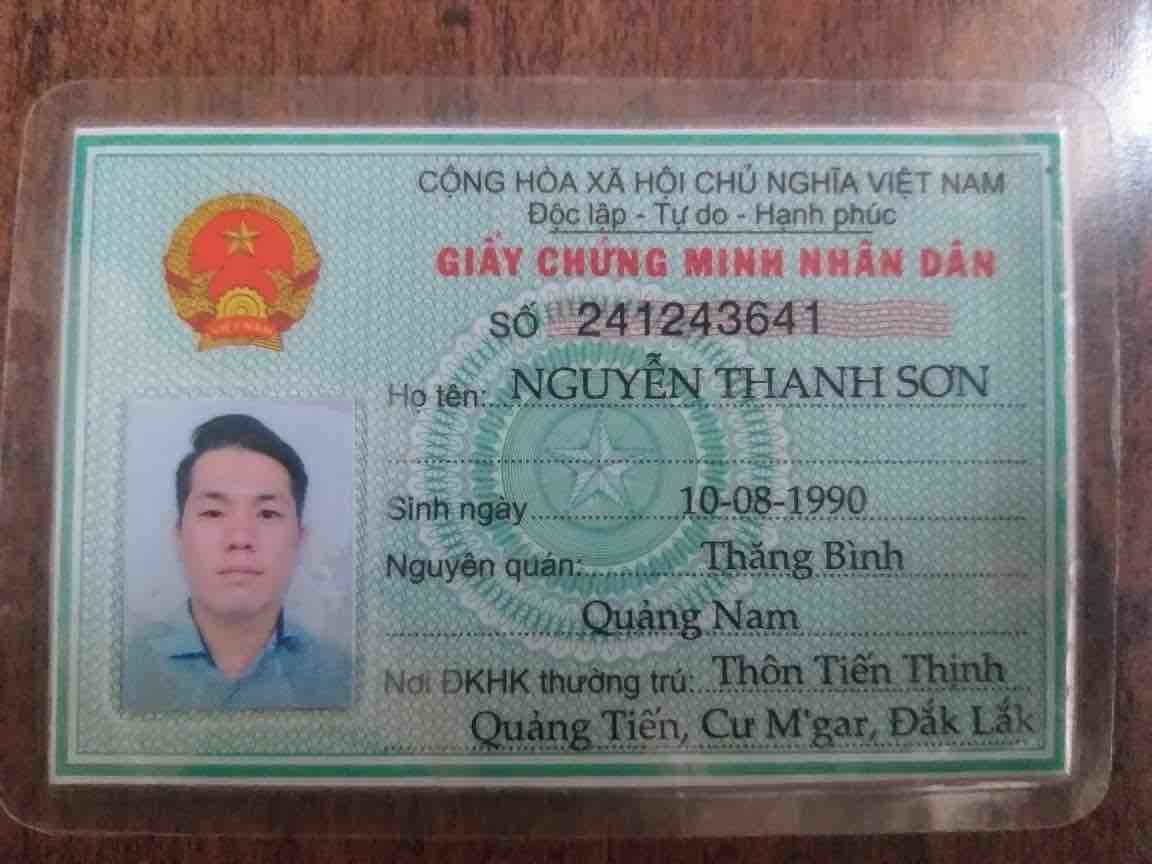 CỘNG HÒA XÃ HỘI CHỦ NGHĨA VIỆT NAM
Độc lập - Tự do - Hạnh phúc
GIẤY CHỨNG MINH NHÂN DÂN
SỐ 241243641
Họ tên: NGUYỄN THANH SƠN
Sinh ngày 10-08-1990
Nguyên quán: Thăng Bình
Quảng Nam
Nơi ĐKHK thường trú: Thôn Tiến Thịnh
Quảng Tiến, Cư M'gar, Đắk Lắk
VIỆT NAM